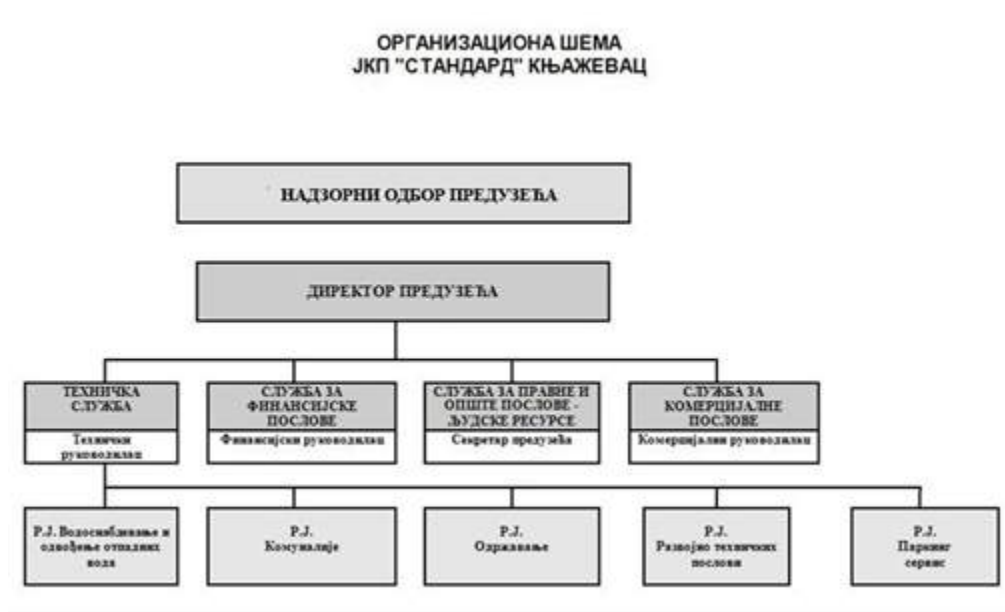 ОРГАНИЗАЦИОНА ШЕМА
ЈКП "СТАНДАРД" КЊАЖЕВАЦ
НАДЗОРНИ ОДБОР ПРЕДУЗЕЋА
ДИРЕКТОР ПРЕДУЗЕЋА
ТЕХНИЧКА
СЛУЖБА
Технички
руководилац
СЛУЖБА ЗА
ФИНАНСИЈСКЕ
ПОСЛОВЕ
Финансијски руководилац
СЛУЖБА ЗА ПРАВНЕ И
ОПШТЕ ПОСЛОВЕ -
ЉУДСКЕ РЕСУРСЕ
Секретар предузећа
СЛУЖБА ЗА
КОМЕРЦИЈАЛНЕ
ПОСЛОВЕ
Комерцијални руководилац
Р.Ј. Водоснабдевање и
одвођење отпадних
вода
Р.Ј.
Комуналије
Р.Ј.
Одржавање
Р.Ј.
Развојно техничких
послови
Р.Ј.
Паркинг
сервис